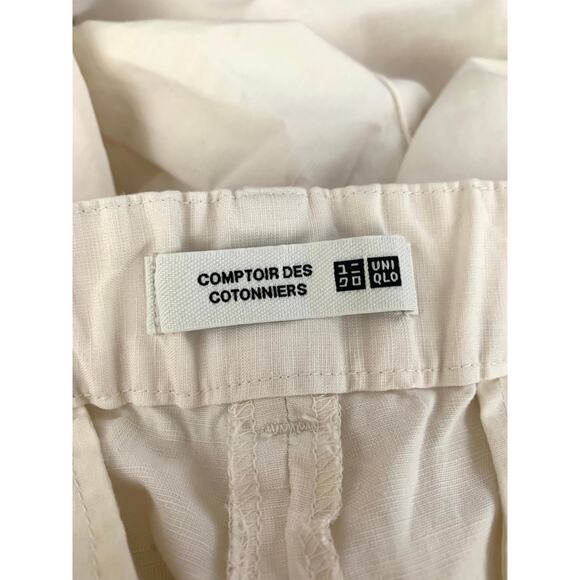 COMPTOIR DES
COTONNIERS
ユニ
クロ
UNI
QLO